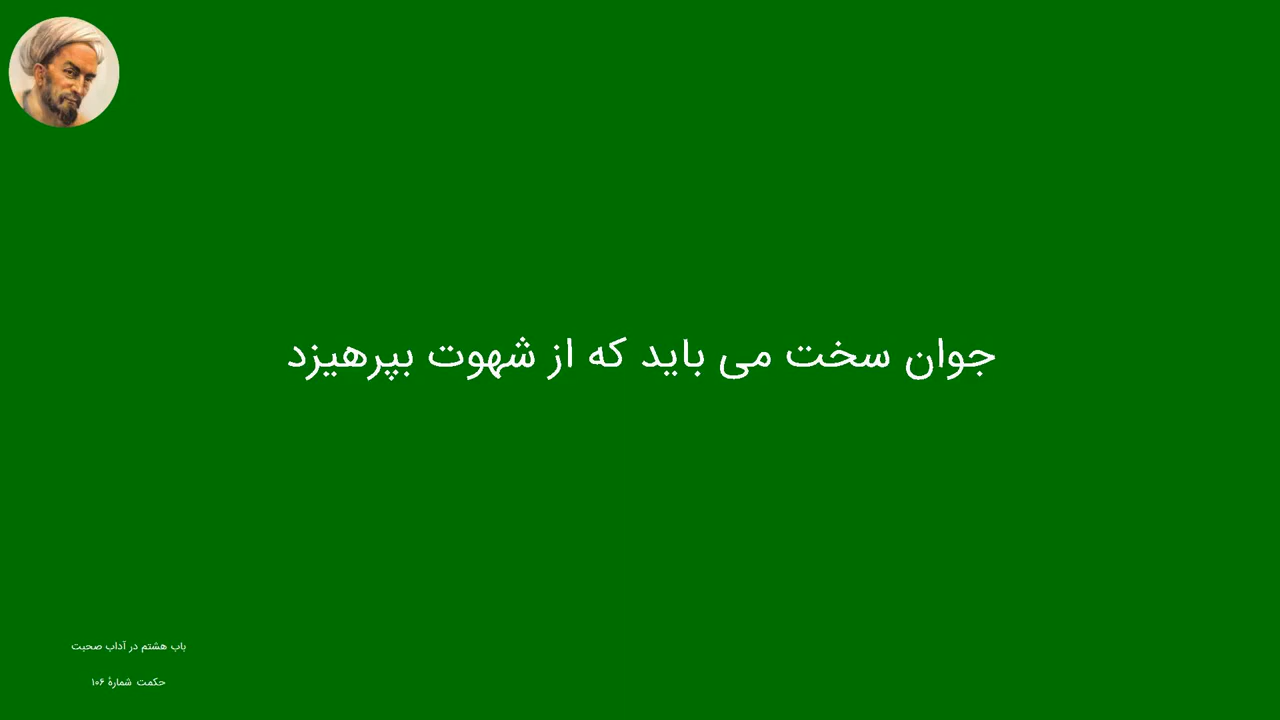 جوان سخت می باید که از شهوت بپرهیزد
باب هشتم در آداب صحبت
حکمت شمارهٔ ۱۰۶